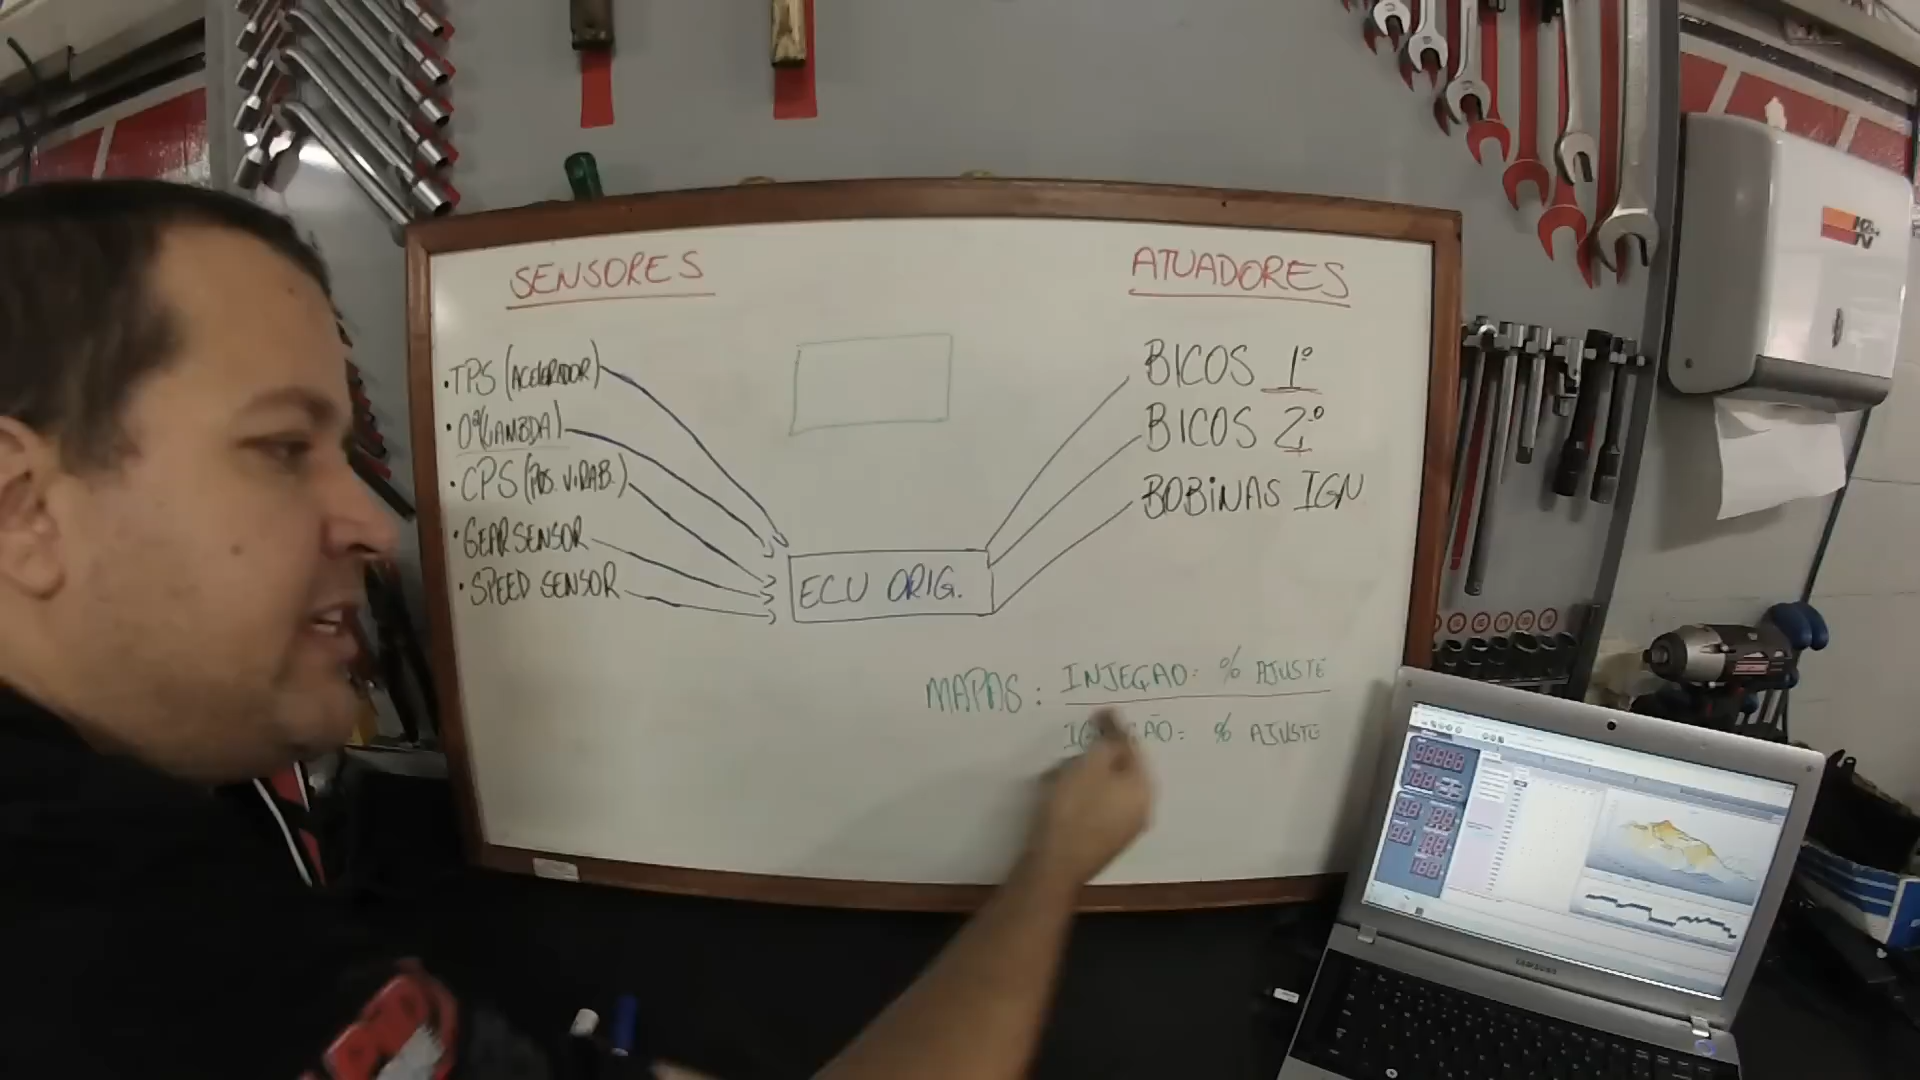 SENSORES
ATUADORES
• TPS (ACELERADOR)
• O² (LAMBDA)
• CPS (POS. VIRAB.)
• GEAR SENSOR
• SPEED SENSOR
BICOS 1º
BICOS 2º
BOBINAS IGN
ECU ORIG.
MAPAS: INJEÇÃO: % AJUSTE
% AJUSTE
K&N
SAMSUNG